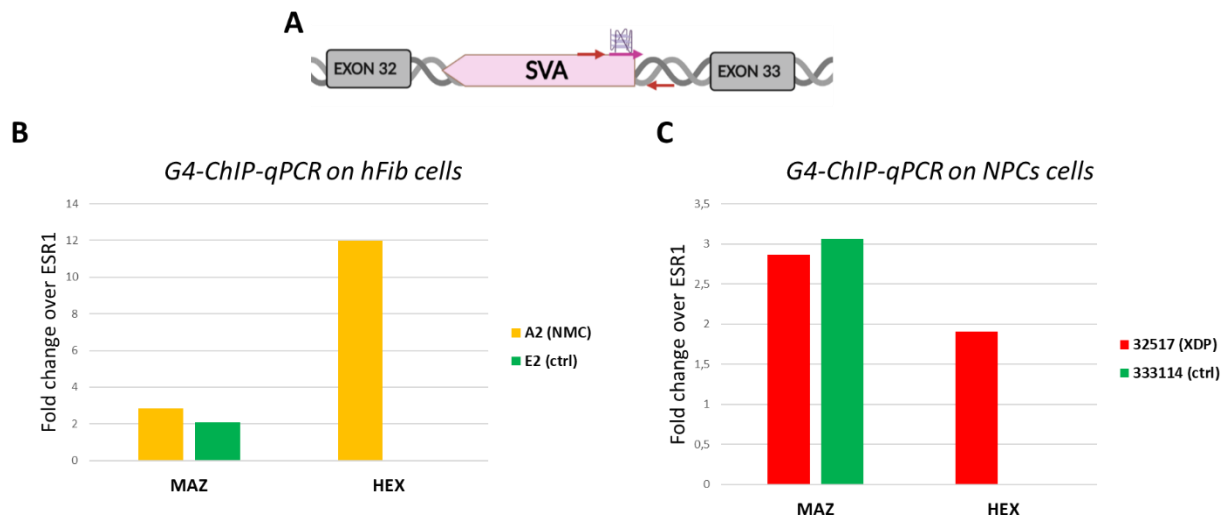 A
EXON 32
SVA
EXON 33
B
G4-ChIP-qPCR on hFib cells
Fold change over ESR1
14
12
10
8
6
4
2
0
MAZ
HEX
A2 (NMC)
E2 (ctrl)
C
G4-ChIP-qPCR on NPCs cells
Fold change over ESR1
3,5
3
2,5
2
1,5
1
0,5
0
MAZ
HEX
32517 (XDP)
333114 (ctrl)